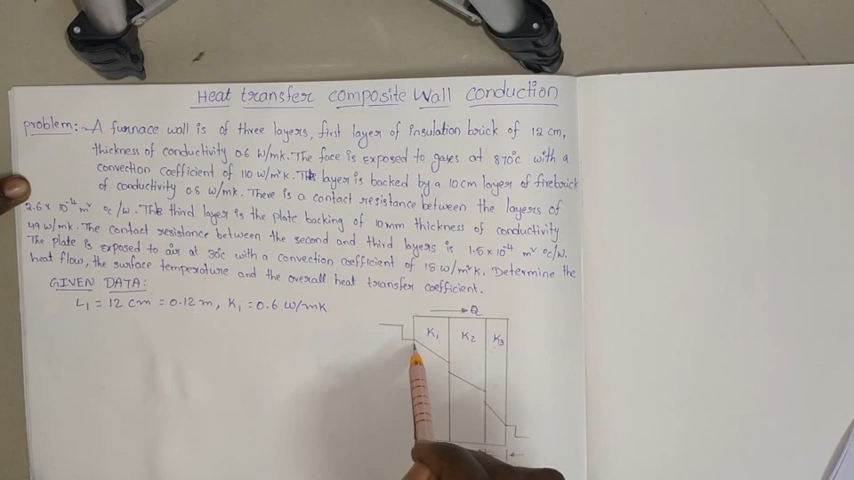 Heat transfer composite Wall conduction
problem:- A furnace wall is of three layers, first layer of insulation brick of 12 cm,
thickness of conductivity 0.6 W/mk. The face is exposed to gases at 870°c with a
convection coefficient of 110 w/m²k. The layer is backed by a 10cm layer of firebrick
of conductivity 0.8 w/mk. There is a contact resistance between the layers of
2.6 x 10⁻⁴ m² °c/w. The third layer is the plate backing of 10mm thickness of conductivity
49 w/mk. The contact resistance between the second and third layers is 1.5 x 10⁻⁴ m² °c/w.
The plate is exposed to air at 30°c with a convection coefficient of 15 w/m²k. Determine the
heat flow, the surface temperature and the overall heat transfer coefficient.
GIVEN DATA:
L₁ = 12 cm = 0.12 m, K₁ = 0.6 w/mk
Q
K₁ K₂ K₃